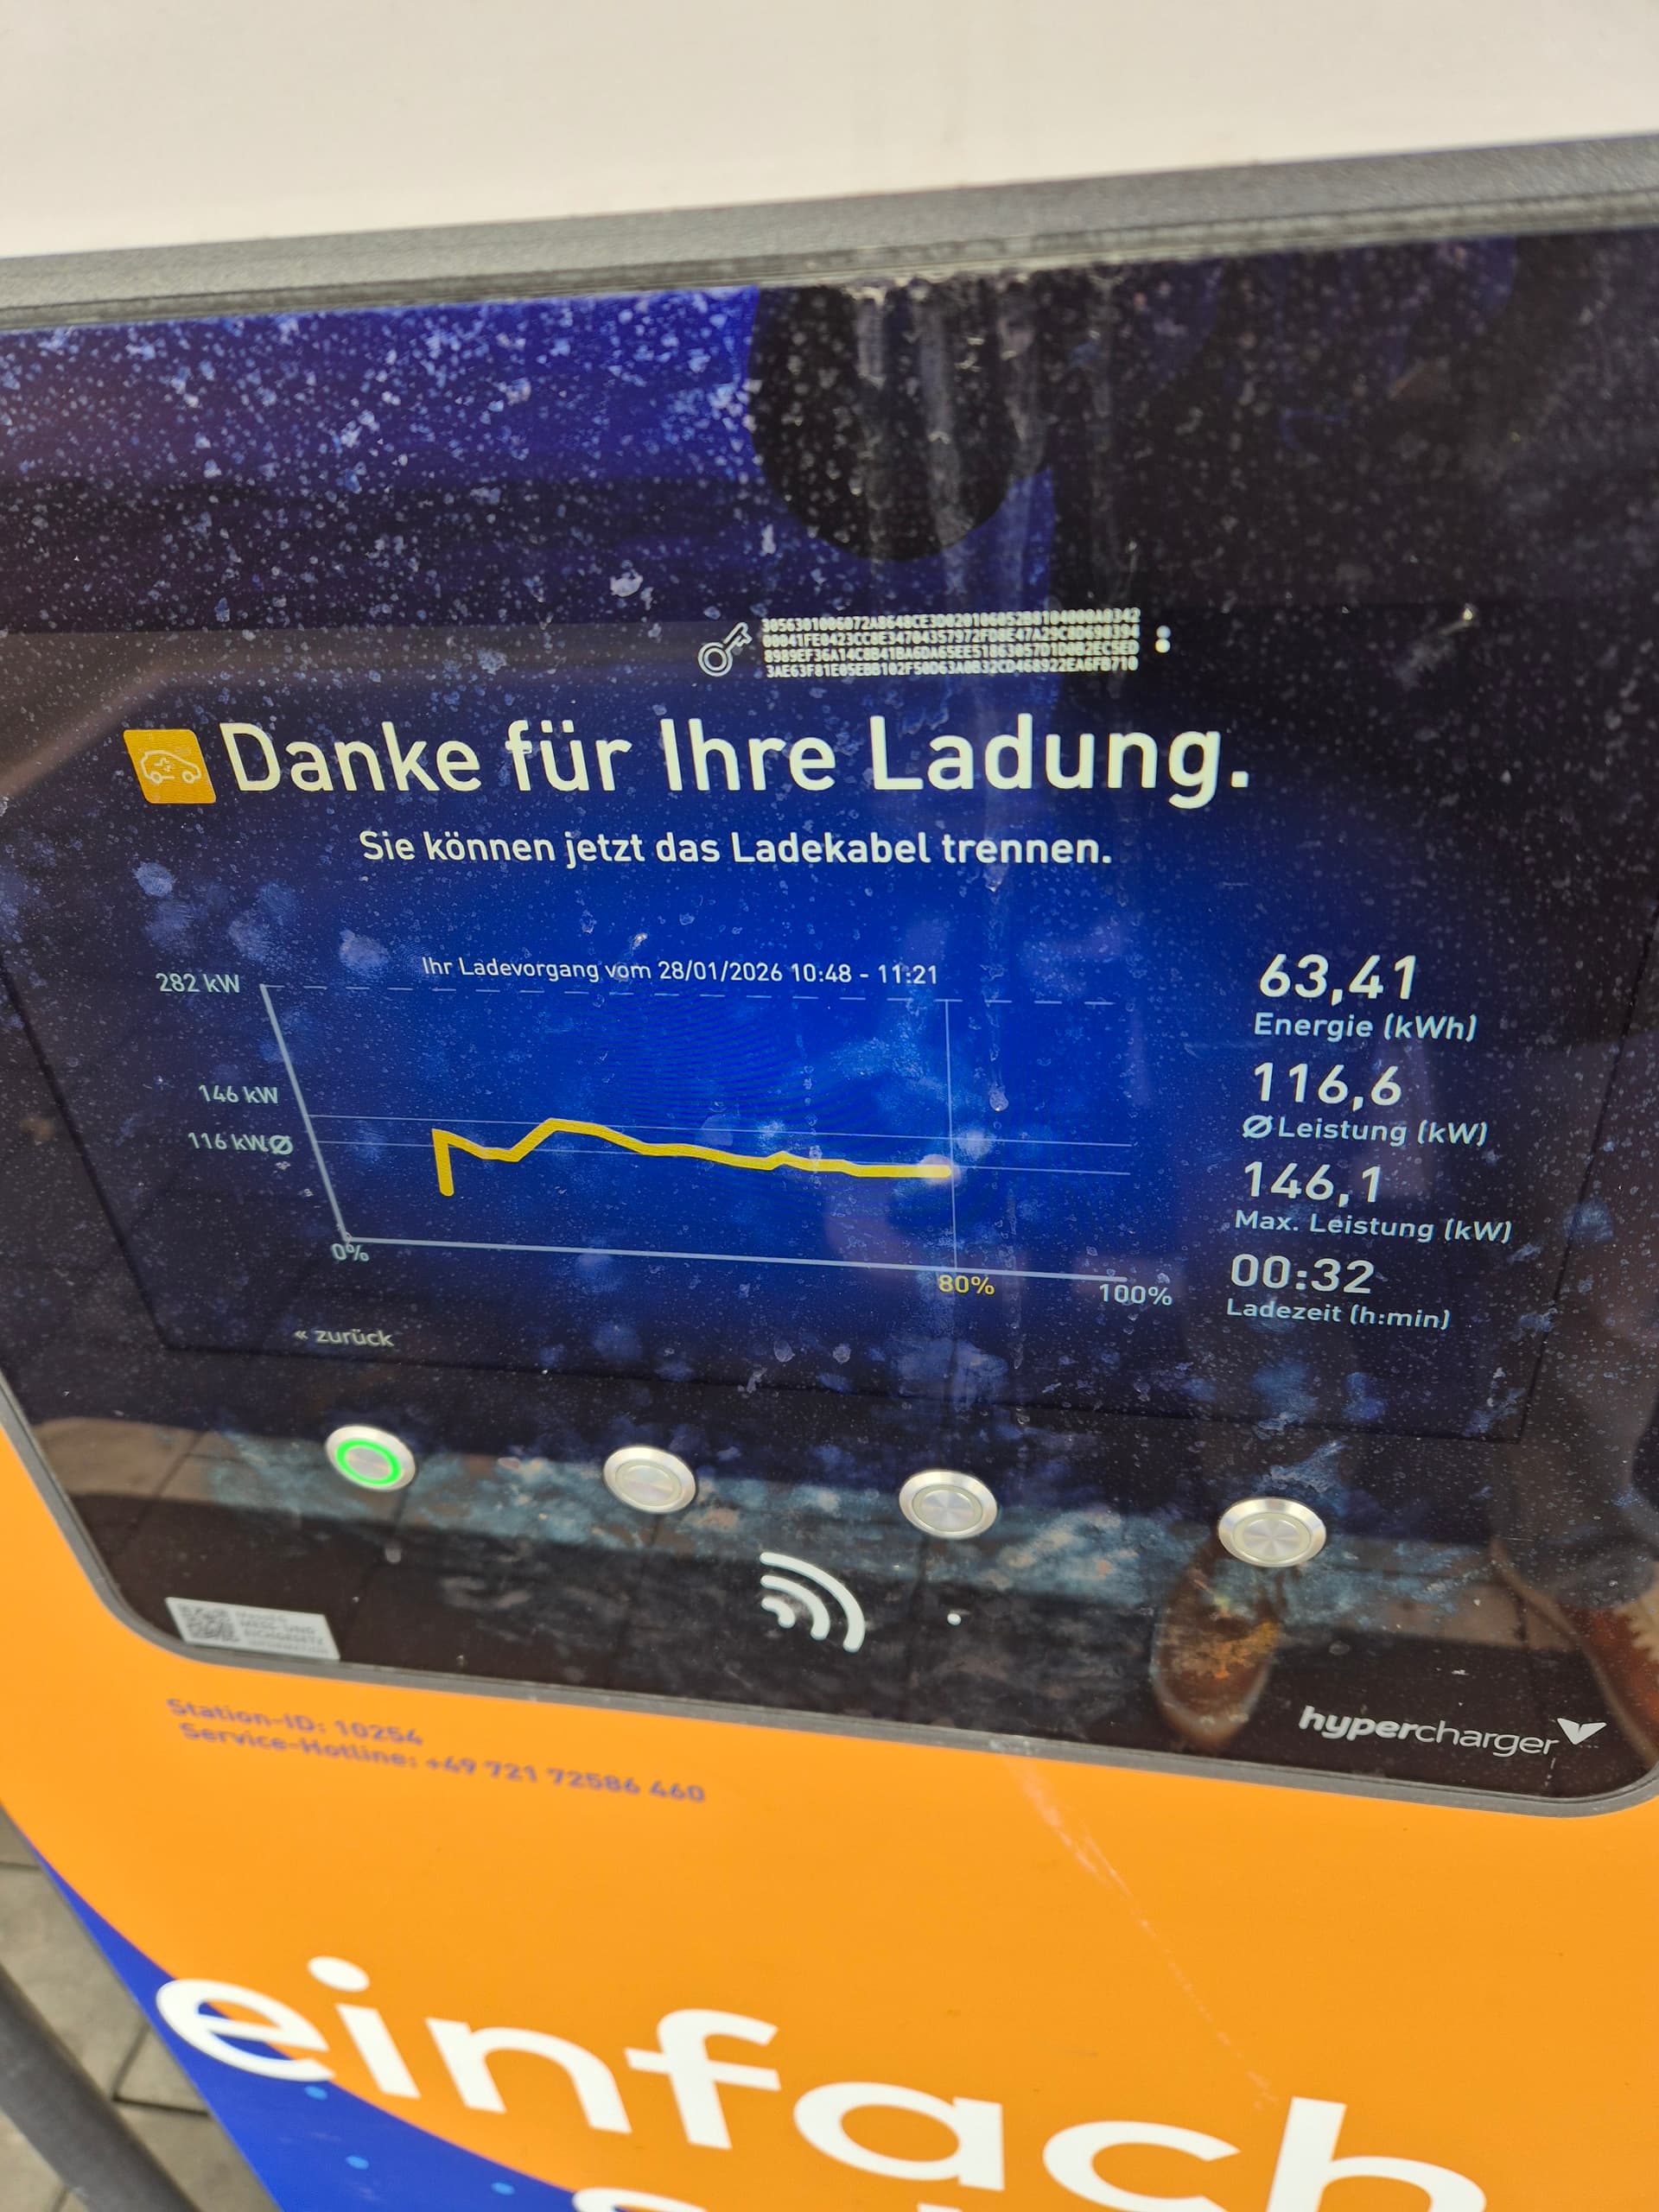 Danke für Ihre Ladung.
Sie können jetzt das Ladekabel trennen.
Ihr Ladevorgang vom 28/01/2026 10:48 - 11:21
282 kW
146 kW
116 kW Ø
0%
80%
100%
63,41
Energie (kWh)
116,6
Ø Leistung (kW)
146,1
Max. Leistung (kW)
00:32
Ladezeit (h:min)
« zurück
hypercharger
Station-ID: 10254
Service-Hotline: +49 721 72586 460
einfach